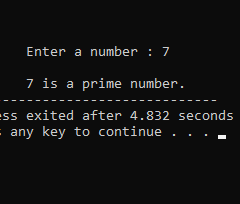 Enter a number : 7
7 is a prime number.
---------------------------
ess exited after 4.832 seconds
s any key to continue . . .